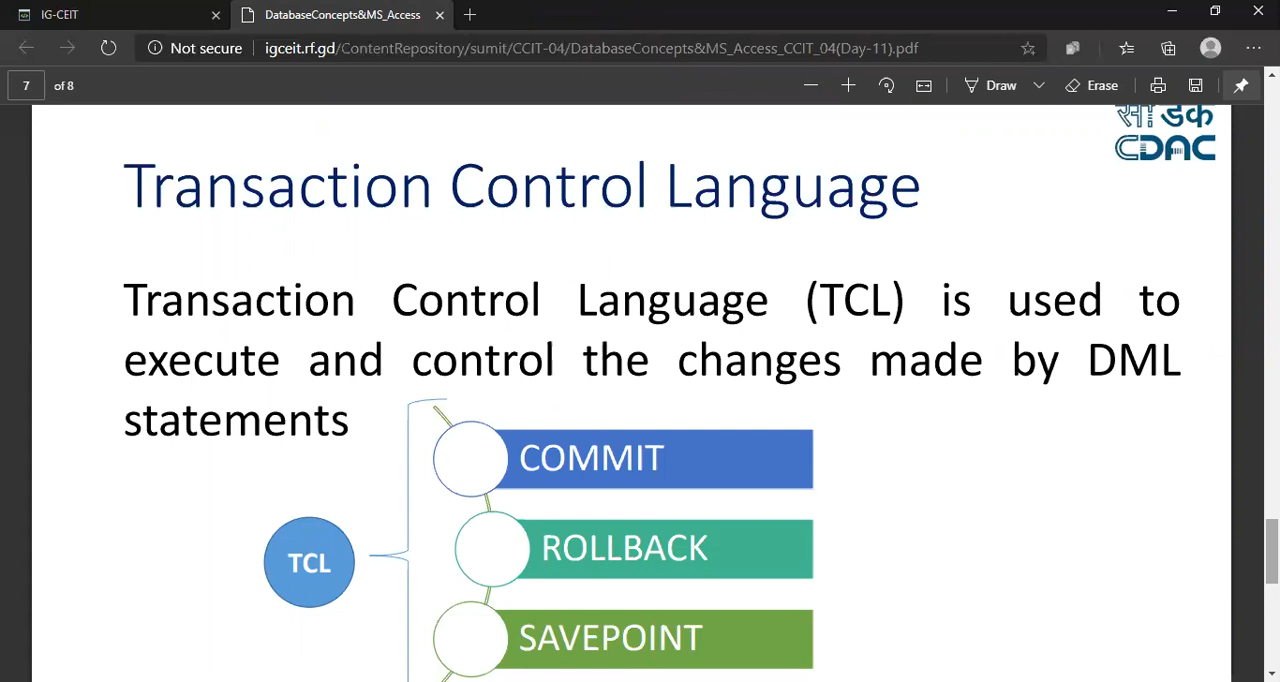 IG-CEIT
DatabaseConcepts&MS_Access
Not secure
igceit.rf.gd/ContentRepository/sumit/CCIT-04/DatabaseConcepts&MS_Access_CCIT_04(Day-11).pdf
7 of 8
Draw
Erase
सी डैक
CDAC
Transaction Control Language
Transaction Control Language (TCL) is used to
execute and control the changes made by DML
statements
COMMIT
ROLLBACK
TCL
SAVEPOINT